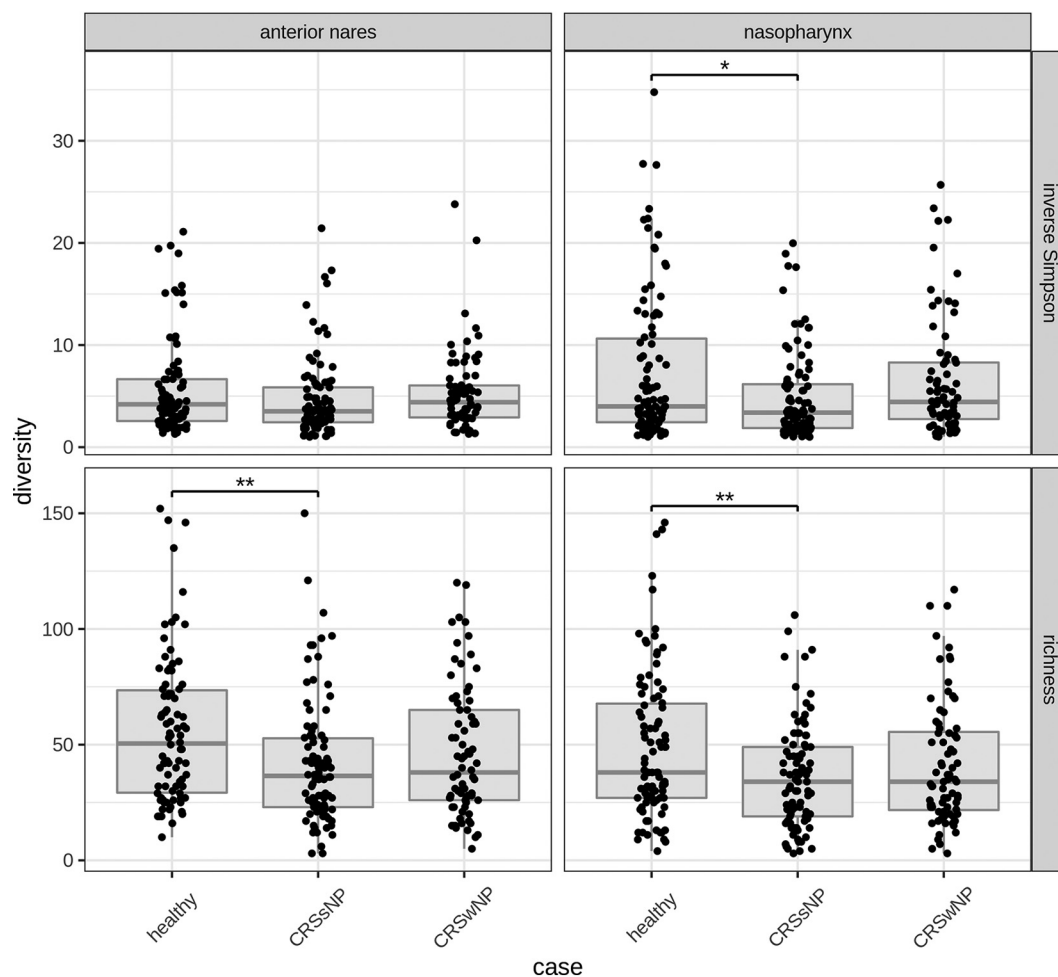 anterior nares
nasopharynx
*
30
20
10
0
inverse Simpson
diversity
**
**
150
100
50
0
richness
healthy
CRSsNP
CRSwNP
healthy
CRSsNP
CRSwNP
case